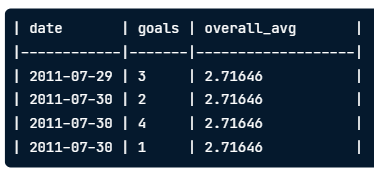 | date       | goals | overall_avg       |
|------------|-------|-------------------|
| 2011-07-29 | 3     | 2.71646           |
| 2011-07-30 | 2     | 2.71646           |
| 2011-07-30 | 4     | 2.71646           |
| 2011-07-30 | 1     | 2.71646           |